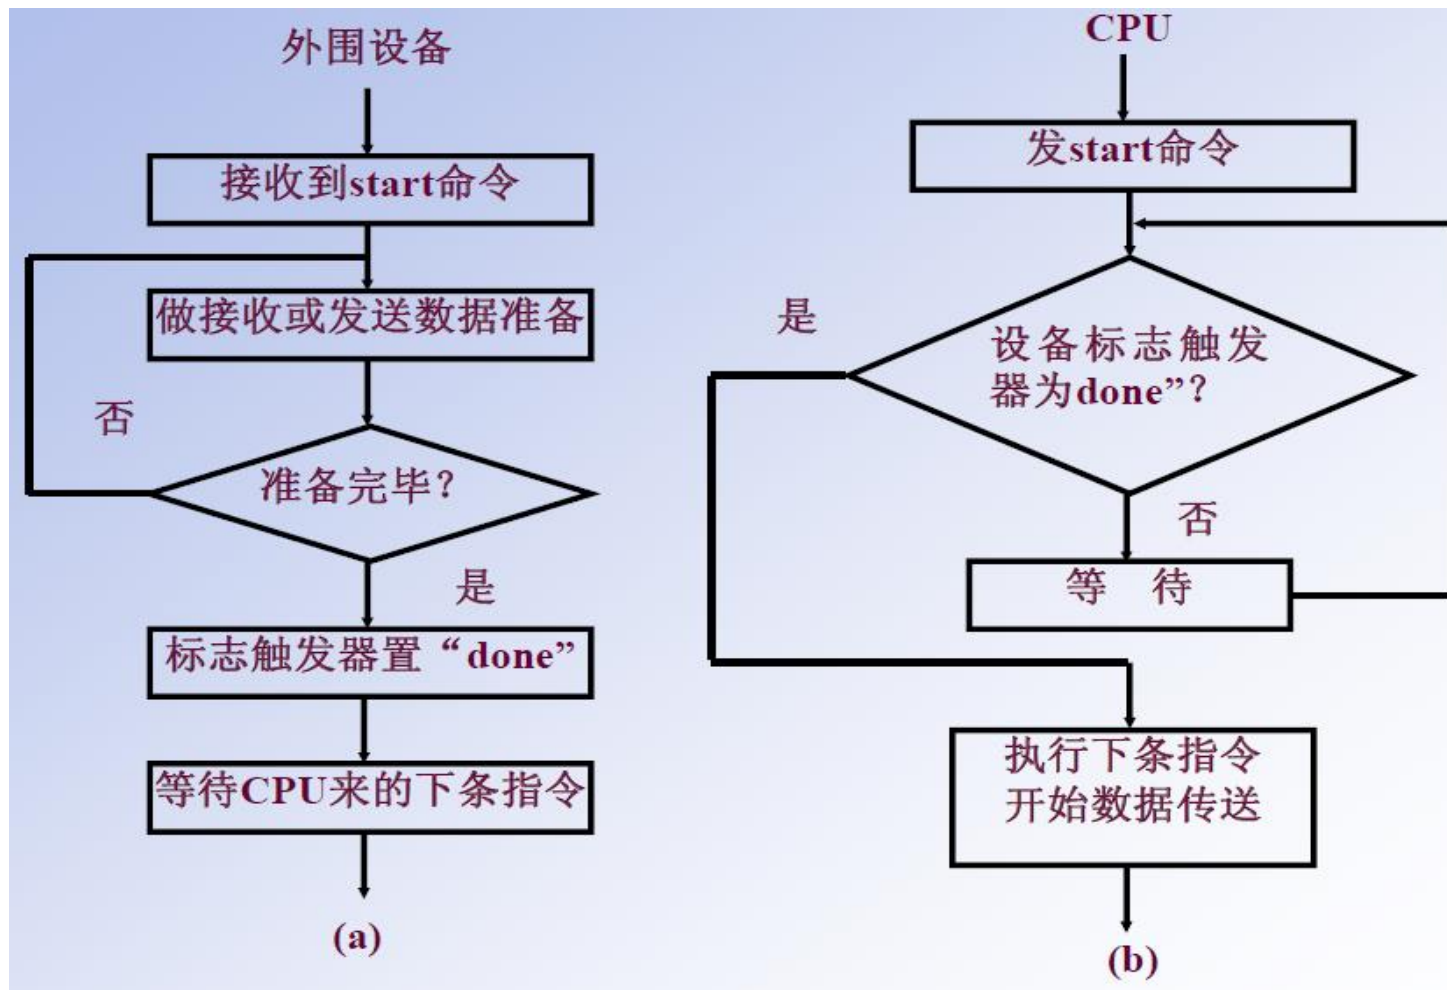 外围设备
接收到start命令
做接收或发送数据准备
否
准备完毕？
是
标志触发器置“done”
等待CPU来的下条指令
(a)
CPU
发start命令
是
设备标志触发
器为done”？
否
等 待
执行下条指令
开始数据传送
(b)